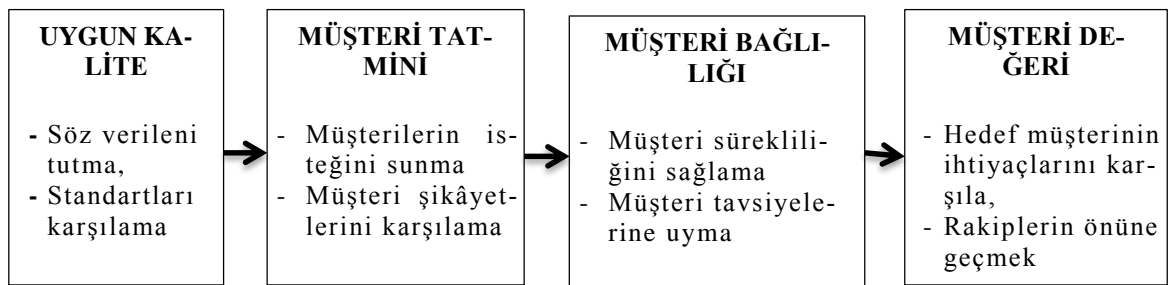 UYGUN KA-
LİTE
- Söz verileni
tutma,
- Standartları
karşılama
MÜŞTERİ TAT-
MİNİ
- Müşterilerin is-
teğini sunma
- Müşteri şikâyet-
lerini karşılama
MÜŞTERİ BAĞLI-
LIĞI
- Müşteri süreklili-
ğini sağlama
- Müşteri tavsiyele-
rine uyma
MÜŞTERİ DE-
ĞERİ
- Hedef müşterinin
ihtiyaçlarını kar-
şıla,
- Rakiplerin önüne
geçmek